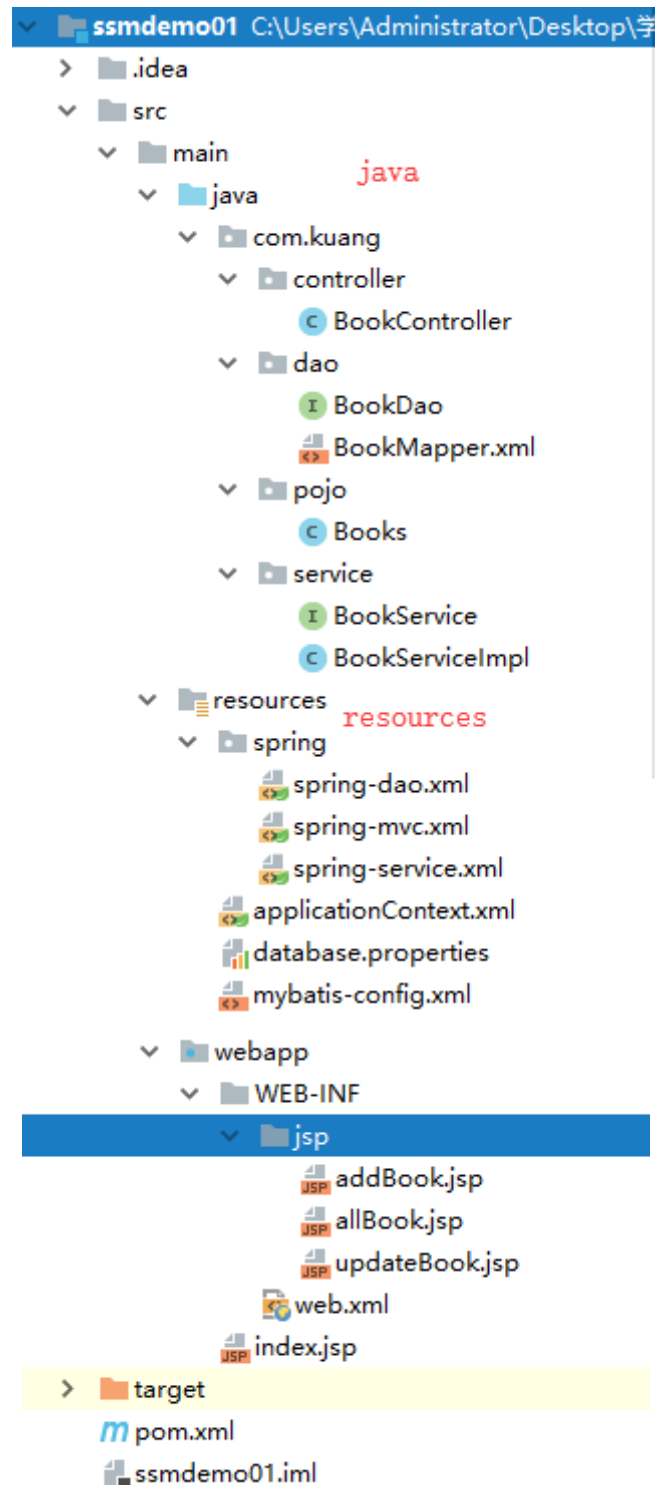 ssmdemo01 C:\Users\Administrator\Desktop\学
.idea
src
main
java
java
com.kuang
controller
BookController
dao
BookDao
BookMapper.xml
pojo
Books
service
BookService
BookServiceImpl
resources
resources
spring
spring-dao.xml
spring-mvc.xml
spring-service.xml
applicationContext.xml
database.properties
mybatis-config.xml
webapp
WEB-INF
jsp
addBook.jsp
allBook.jsp
updateBook.jsp
web.xml
index.jsp
target
pom.xml
ssmdemo01.iml